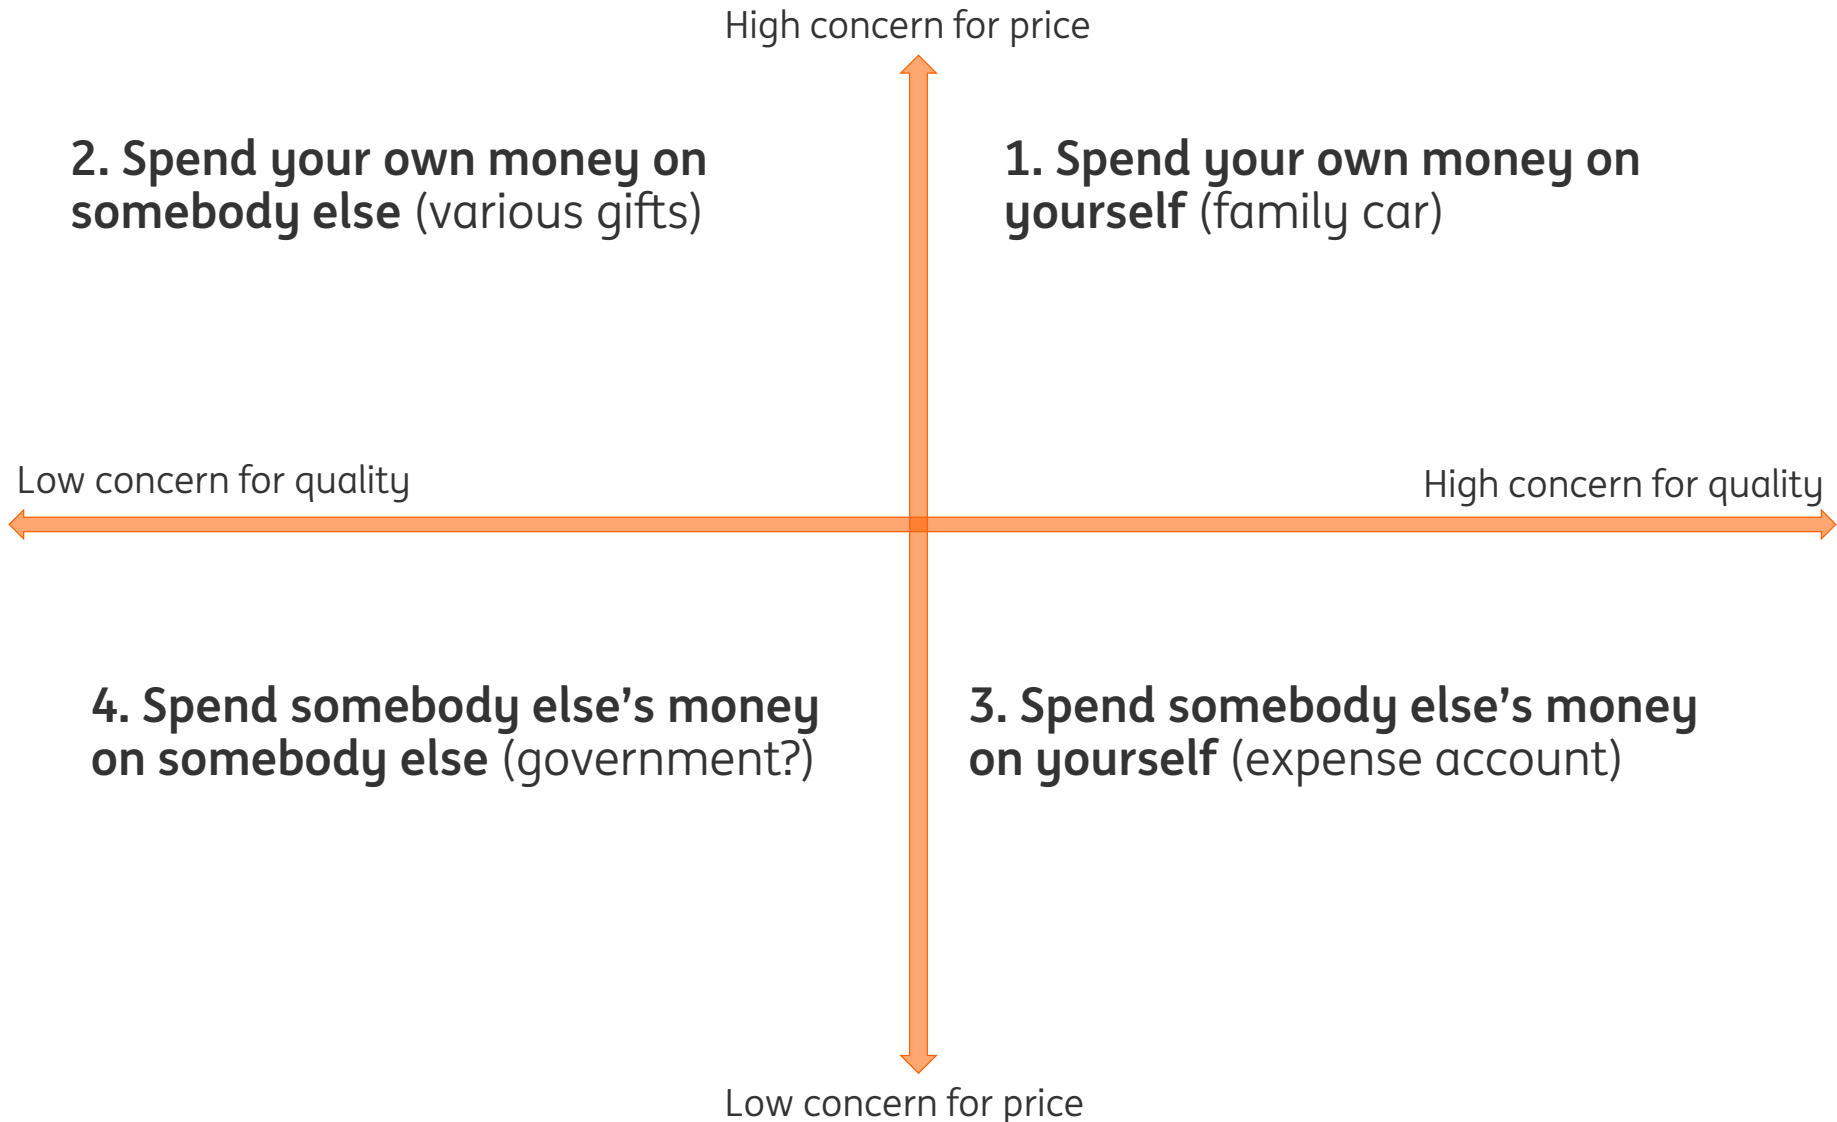 High concern for price
2. Spend your own money on
somebody else (various gifts)
1. Spend your own money on
yourself (family car)
Low concern for quality
High concern for quality
4. Spend somebody else’s money
on somebody else (government?)
3. Spend somebody else’s money
on yourself (expense account)
Low concern for price